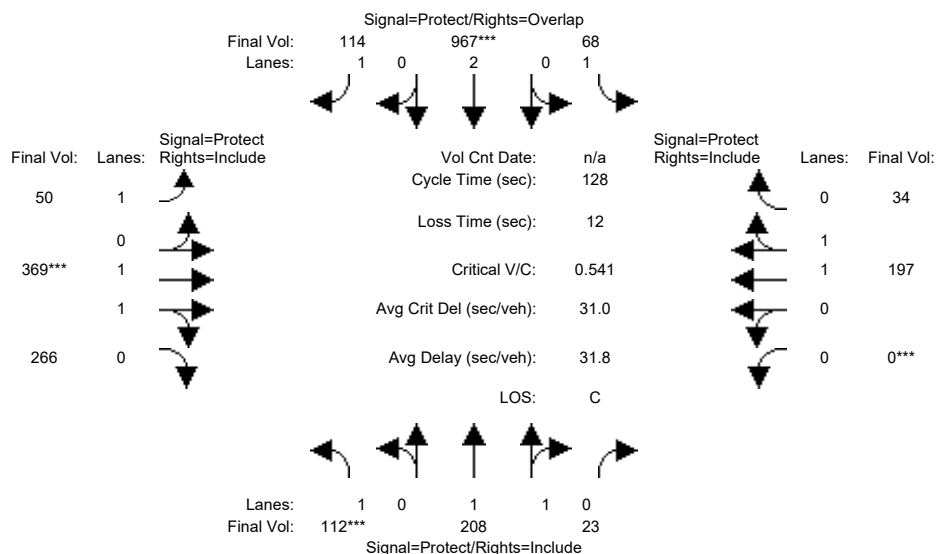 Signal=Protect/Rights=Overlap
Final Vol: 114 967*** 68
Lanes: 1 0 2 0 1
Signal=Protect
Final Vol: Lanes: Rights=Include
Vol Cnt Date: n/a
Signal=Protect
Rights=Include Lanes: Final Vol:
Cycle Time (sec): 128
50 1
0 34
Loss Time (sec): 12
0
1
369*** 1
Critical V/C: 0.541
1 197
1
Avg Crit Del (sec/veh): 31.0
0
266 0
Avg Delay (sec/veh): 31.8
0 0***
LOS: C
Lanes: 1 0 1 1 0
Final Vol: 112*** 208 23
Signal=Protect/Rights=Include